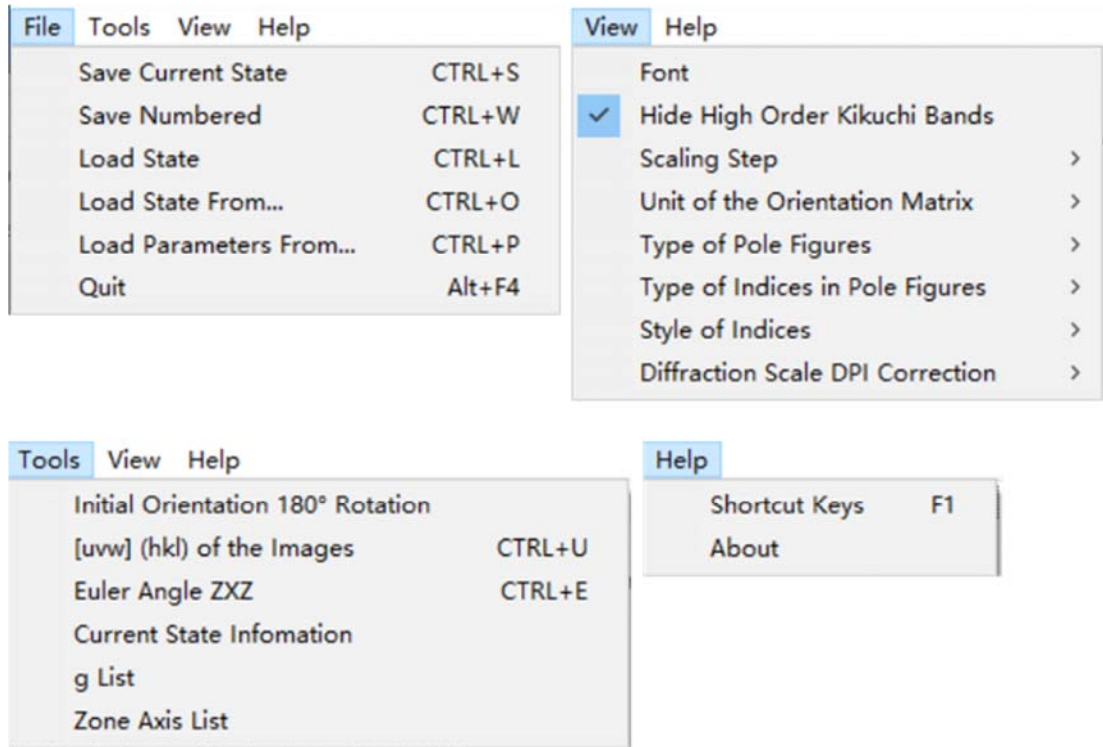 File Tools View Help
Save Current State CTRL+S
Save Numbered CTRL+W
Load State CTRL+L
Load State From... CTRL+O
Load Parameters From... CTRL+P
Quit Alt+F4
View Help
Font
Hide High Order Kikuchi Bands
Scaling Step >
Unit of the Orientation Matrix >
Type of Pole Figures >
Type of Indices in Pole Figures >
Style of Indices >
Diffraction Scale DPI Correction >
Tools View Help
Initial Orientation 180° Rotation
[uvw] (hkl) of the Images CTRL+U
Euler Angle ZXZ CTRL+E
Current State Infomation
g List
Zone Axis List
Help
Shortcut Keys F1
About